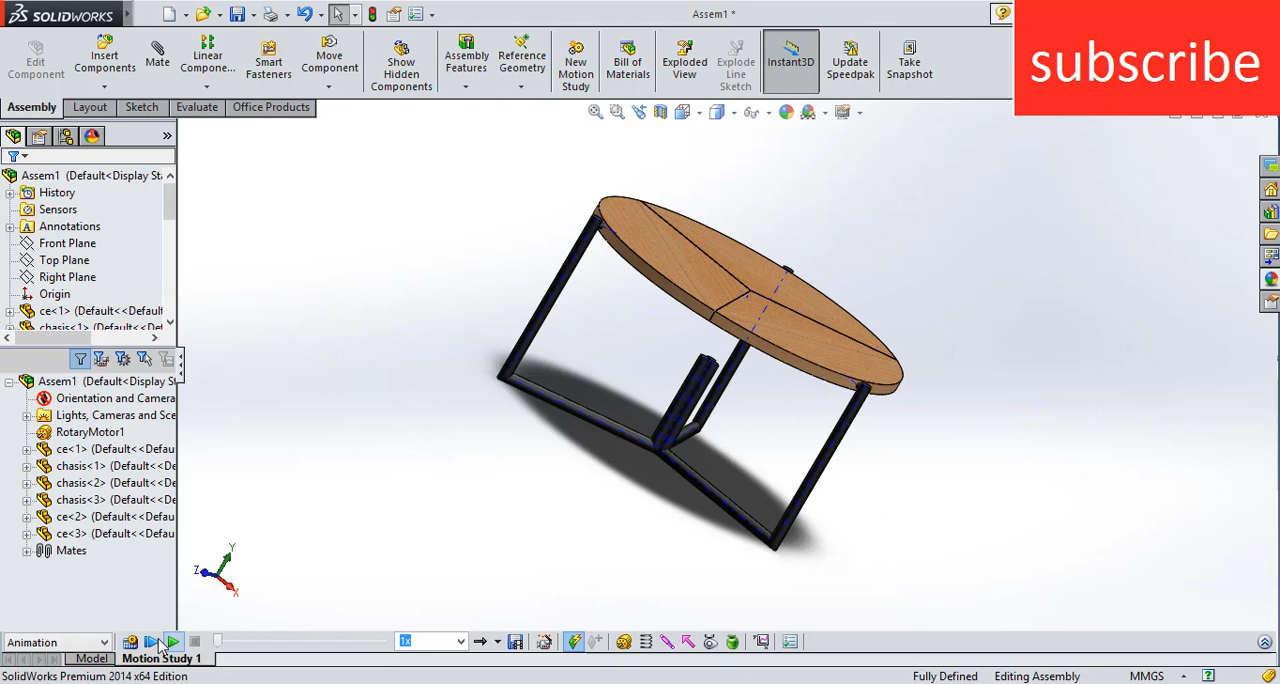 SOLIDWORKS
Assem1 *
subscribe
Edit Component
Insert Components
Mate
Linear Compone...
Smart Fasteners
Move Component
Show Hidden Components
Assembly Features
Reference Geometry
New Motion Study
Bill of Materials
Exploded View
Explode Line Sketch
Instant3D
Update Speedpak
Take Snapshot
Assembly
Layout
Sketch
Evaluate
Office Products
Assem1 (Default<Display Sta
History
Sensors
Annotations
Front Plane
Top Plane
Right Plane
Origin
ce<1> (Default<<Default
chasis<1> (Default<<Def
Assem1 (Default<Display S
Orientation and Camera
Lights, Cameras and Sce
RotaryMotor1
ce<1> (Default<<Defau
chasis<1> (Default<<De
chasis<2> (Default<<De
chasis<3> (Default<<De
ce<2> (Default<<Defau
ce<3> (Default<<Defau
Mates
Y
Z
X
Animation
1x
Model
Motion Study 1
SolidWorks Premium 2014 x64 Edition
Fully Defined
Editing Assembly
MMGS